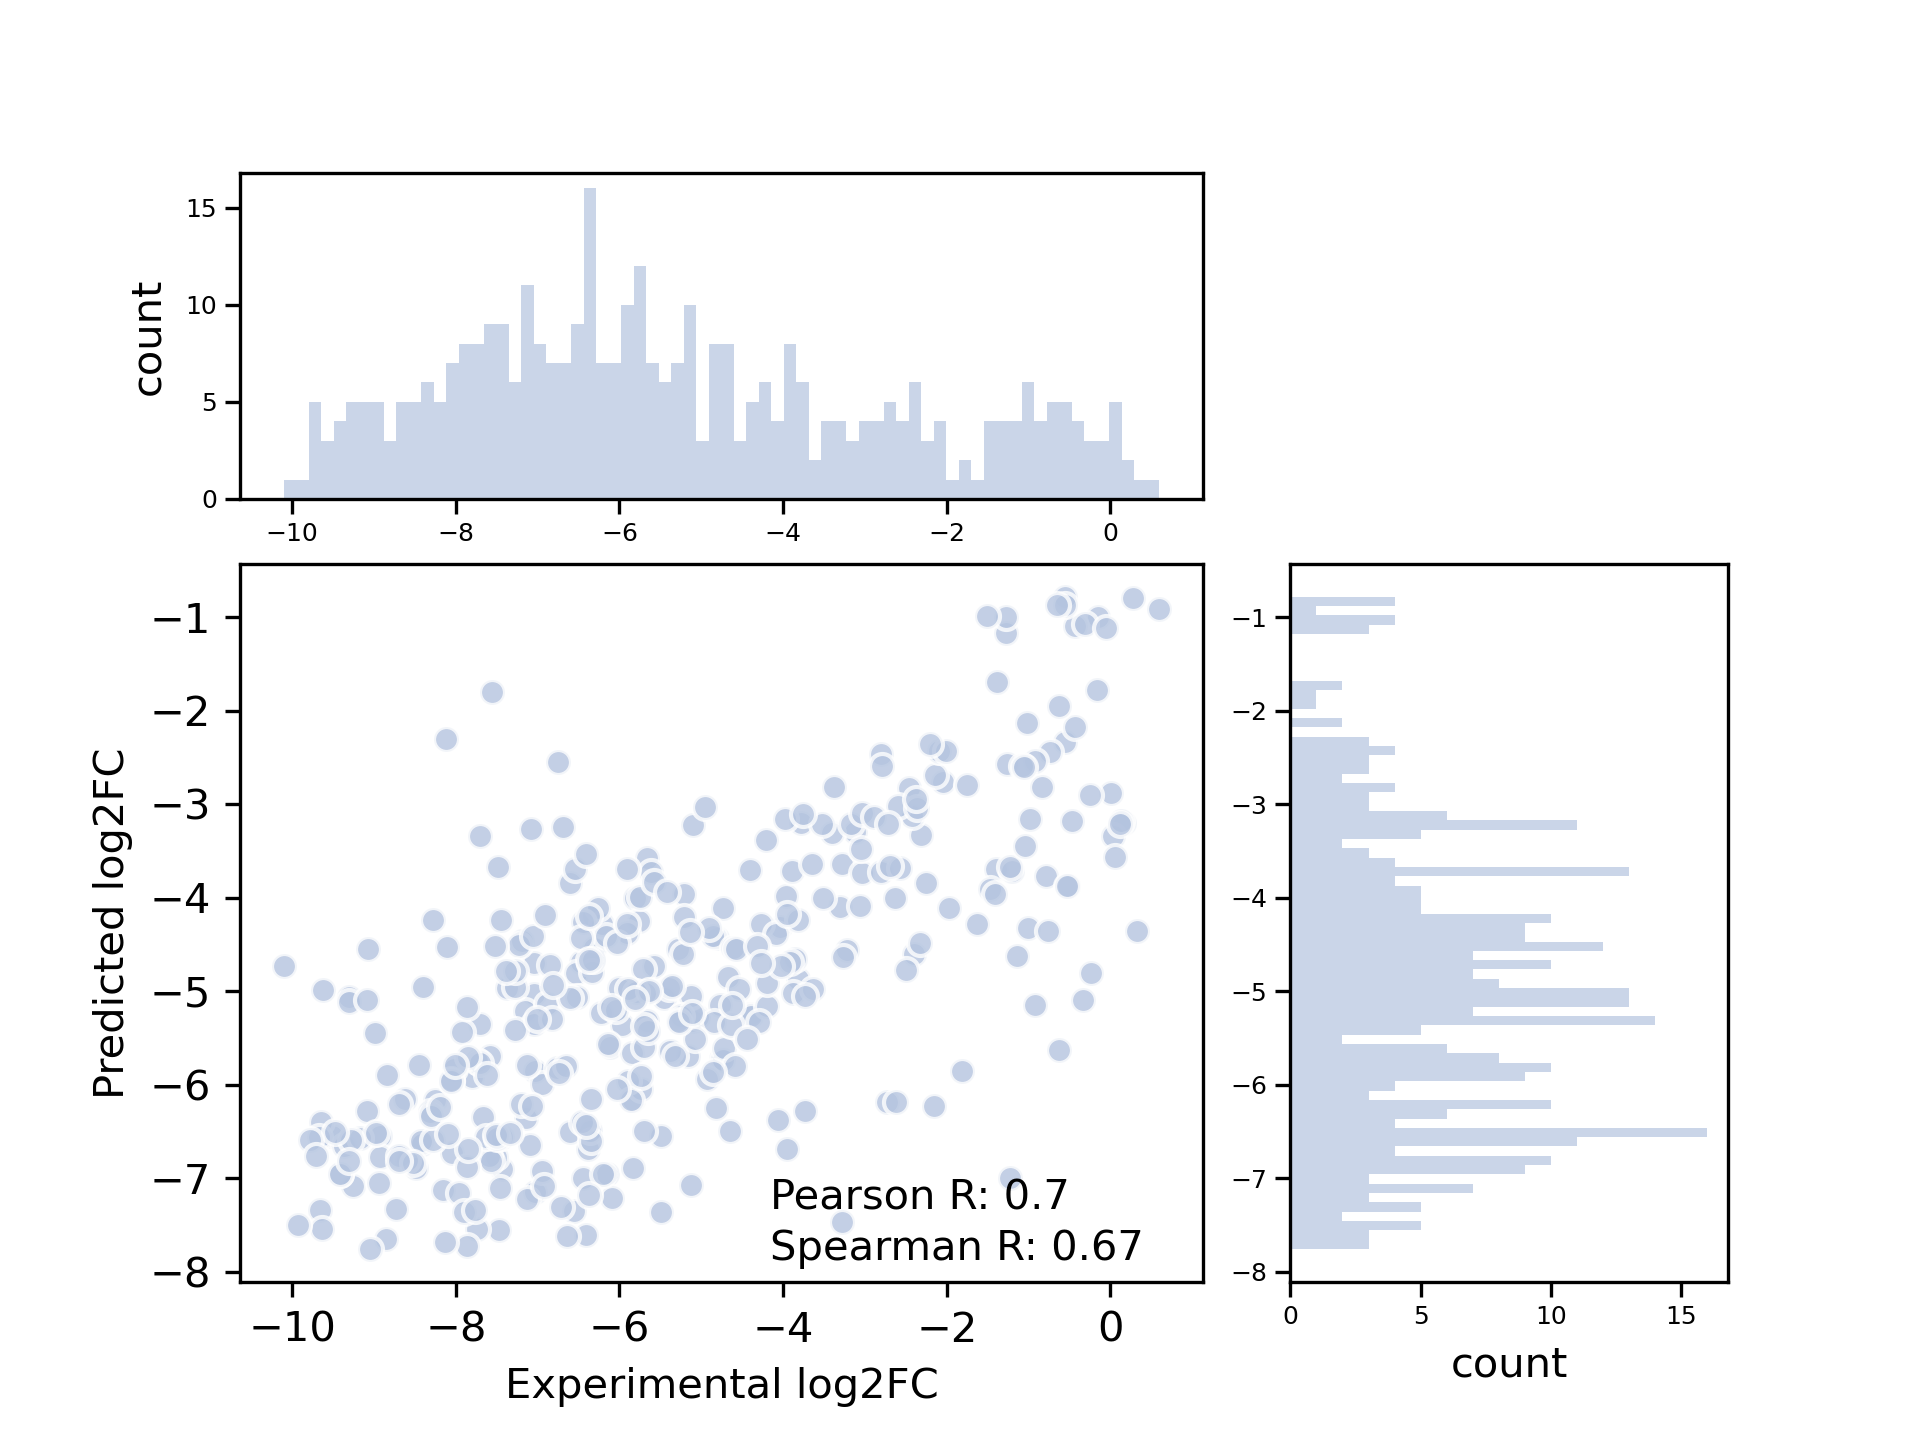 15
10
5
0
count
−10 −8 −6 −4 −2 0
−1
−2
−3
−4
−5
−6
−7
−8
Predicted log2FC
Pearson R: 0.7
Spearman R: 0.67
−10 −8 −6 −4 −2 0
Experimental log2FC
−1
−2
−3
−4
−5
−6
−7
−8
0 5 10 15
count